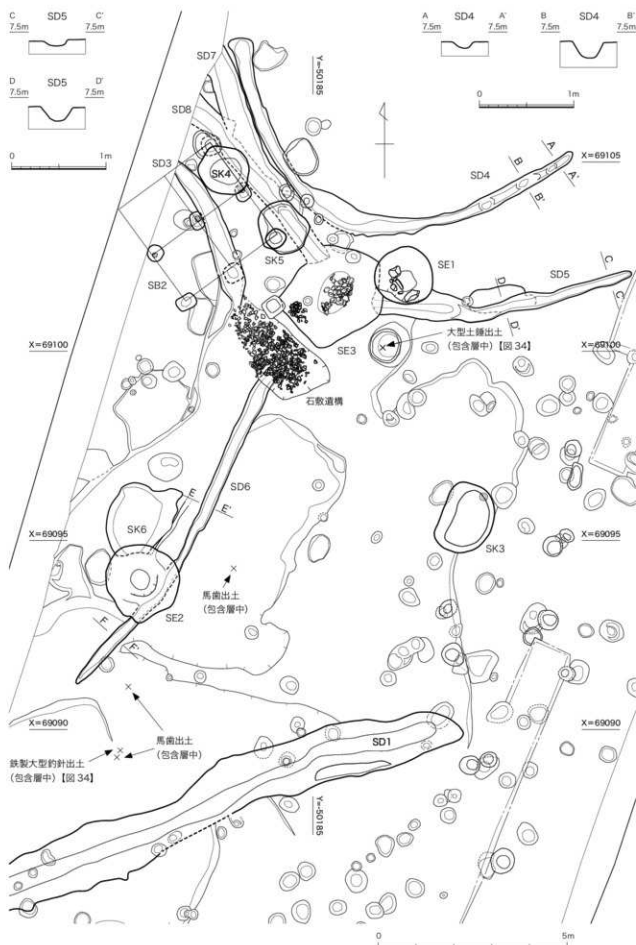 C SD5 C'
7.5m 7.5m
D SD5 D'
7.5m 7.5m
0 1m
A SD4 A' B SD4 B'
7.5m 7.5m 7.5m 7.5m
0 1m
SD7
Y=-50185
SD8
X=69105
SD3
SK4
SD4
B
A
A'
B'
SK5
SE1
C
SD5
D
C'
SB2
D'
X=69100
SE3
大型土錘出土
(包含層中)【図34】
X=69100
石敷遺構
SD6
E
E'
X=69095
SK6
SK3
X=69095
馬歯出土
(包含層中)
SE2
F
F'
X=69090
X=69090
馬歯出土
(包含層中)
鉄製大型釣針出土
(包含層中)【図34】
SD1
Y=-50185
0 5m